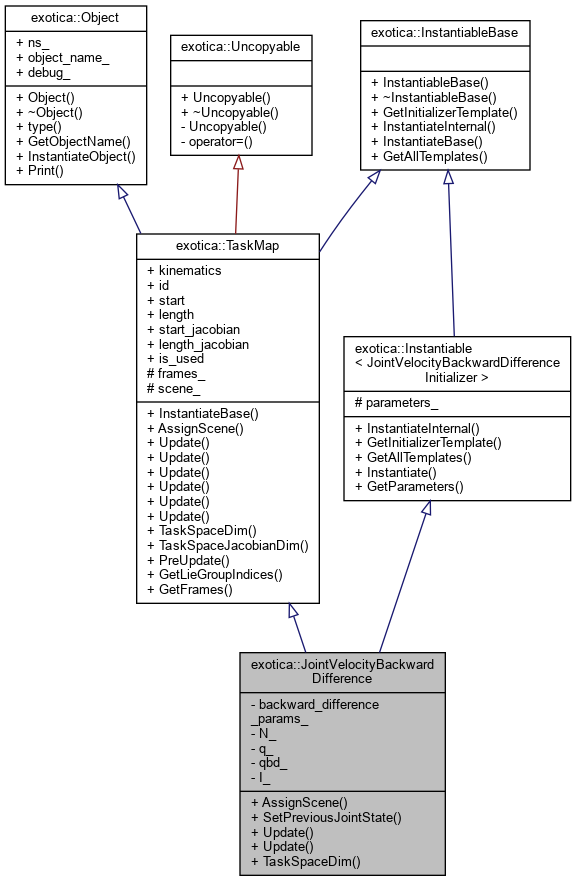 exotica::Object
+ ns_
+ object_name_
+ debug_
+ Object()
+ ~Object()
+ type()
+ GetObjectName()
+ InstantiateObject()
+ Print()
exotica::Uncopyable
+ Uncopyable()
+ ~Uncopyable()
- Uncopyable()
- operator=()
exotica::InstantiableBase
+ InstantiableBase()
+ ~InstantiableBase()
+ GetInitializerTemplate()
+ InstantiateInternal()
+ InstantiateBase()
+ GetAllTemplates()
exotica::TaskMap
+ kinematics
+ id
+ start
+ length
+ start_jacobian
+ length_jacobian
+ is_used
# frames_
# scene_
+ InstantiateBase()
+ AssignScene()
+ Update()
+ Update()
+ Update()
+ Update()
+ Update()
+ Update()
+ TaskSpaceDim()
+ TaskSpaceJacobianDim()
+ PreUpdate()
+ GetLieGroupIndices()
+ GetFrames()
exotica::Instantiable
< JointVelocityBackwardDifference
Initializer >
# parameters_
+ InstantiateInternal()
+ GetInitializerTemplate()
+ GetAllTemplates()
+ Instantiate()
+ GetParameters()
exotica::JointVelocityBackward
Difference
- backward_difference
_params_
- N_
- q_
- qbd_
- I_
+ AssignScene()
+ SetPreviousJointState()
+ Update()
+ Update()
+ TaskSpaceDim()